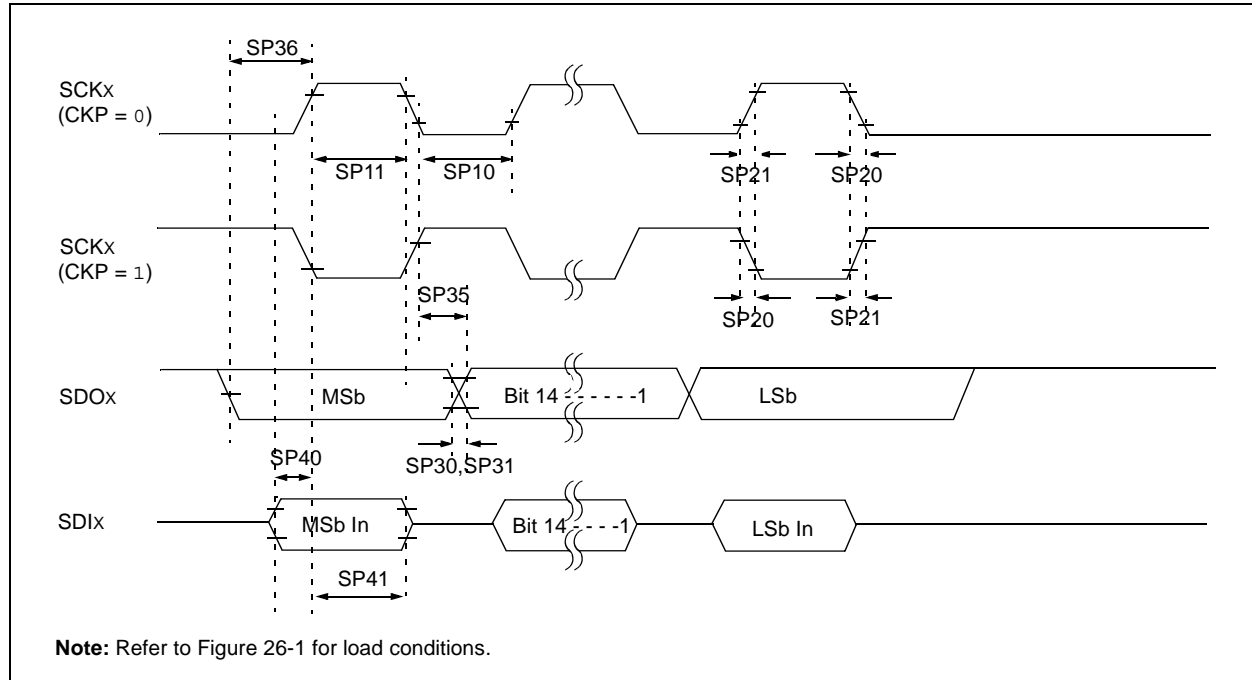 SP36
SCKx
(CKP = 0)
SP11
SP10
SP21
SP20
SCKx
(CKP = 1)
SP35
SP20
SP21
SDOx
MSb
Bit 14 - - - - - -1
LSb
SP40
SP30,SP31
SDIx
MSb In
Bit 14 - - - -1
LSb In
SP41
Note: Refer to Figure 26-1 for load conditions.